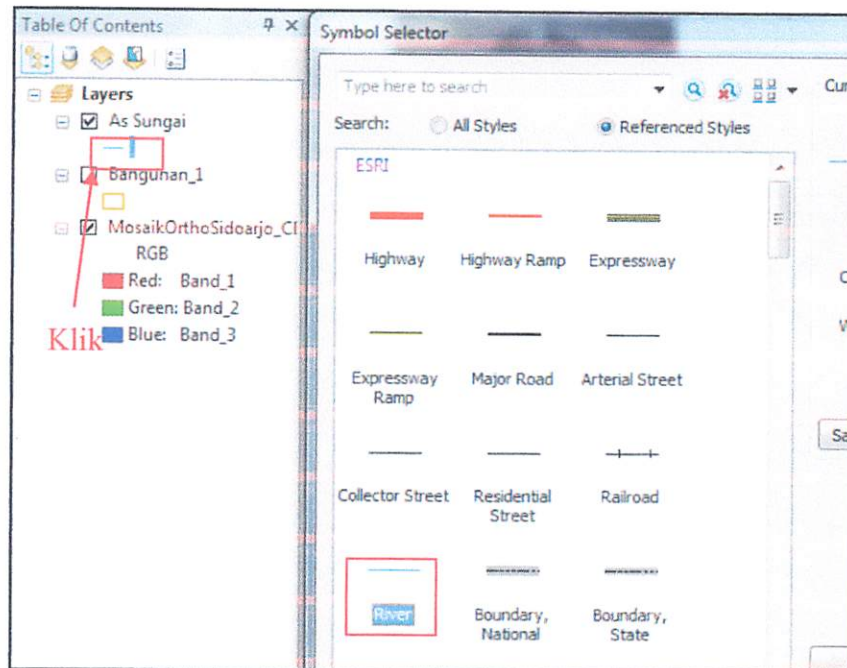 Table Of Contents
Layers
As Sungai
Bangunan_1
MosaikOrthoSidoarjo_Cl
RGB
Red: Band_1
Green: Band_2
Blue: Band_3
Klik
Symbol Selector
Type here to search
Search:
All Styles
Referenced Styles
ESRI
Highway
Highway Ramp
Expressway
Expressway
Ramp
Major Road
Arterial Street
Collector Street
Residential
Street
Railroad
River
Boundary,
National
Boundary,
State
Cur
Sa